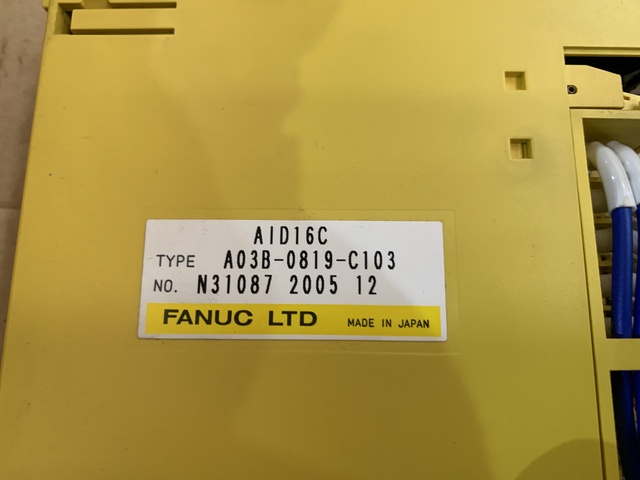 AID16C
TYPE A03B-0819-C103
NO. N31087 2005 12
FANUC LTD MADE IN JAPAN